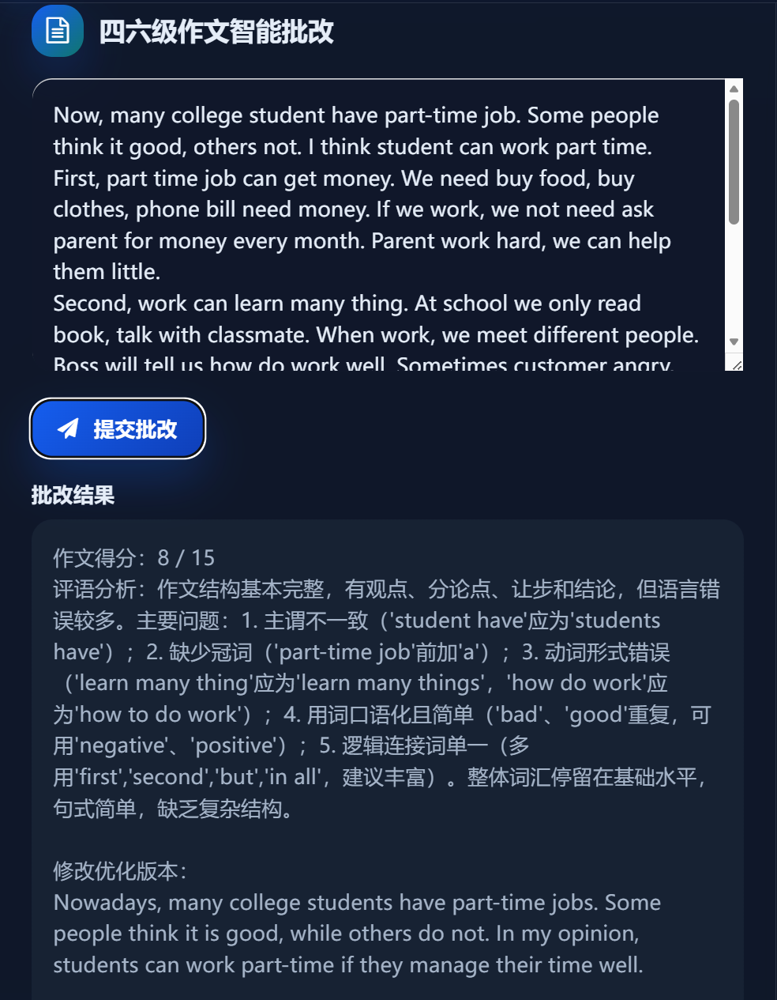 四六级作文智能批改
Now, many college student have part-time job. Some people
think it good, others not. I think student can work part time.
First, part time job can get money. We need buy food, buy
clothes, phone bill need money. If we work, we not need ask
parent for money every month. Parent work hard, we can help
them little.
Second, work can learn many thing. At school we only read
book, talk with classmate. When work, we meet different people.
Boss will tell us how do work well. Sometimes customer angry.
提交批改
批改结果
作文得分：8 / 15
评语分析：作文结构基本完整，有观点、分论点、让步和结论，但语言错
误较多。主要问题：1. 主谓不一致（'student have'应为'students
have'）；2. 缺少冠词（'part-time job'前加'a'）；3. 动词形式错误
（'learn many thing'应为'learn many things'，'how do work'应
为'how to do work'）；4. 用词口语化且简单（'bad'、'good'重复，可
用'negative'、'positive'）；5. 逻辑连接词单一（多
用'first','second','but','in all'，建议丰富）。整体词汇停留在基础水平，
句式简单，缺乏复杂结构。
修改优化版本：
Nowadays, many college students have part-time jobs. Some
people think it is good, while others do not. In my opinion,
students can work part-time if they manage their time well.